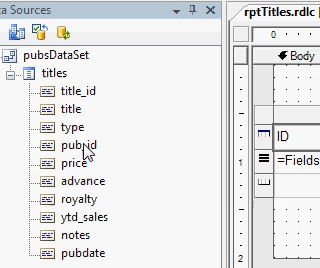 ta Sources
pubsDataSet
titles
title_id
title
type
pub_id
price
advance
royalty
ytd_sales
notes
pubdate
rptTitles.rdlc
0
Body
ID
=Fields
1
2